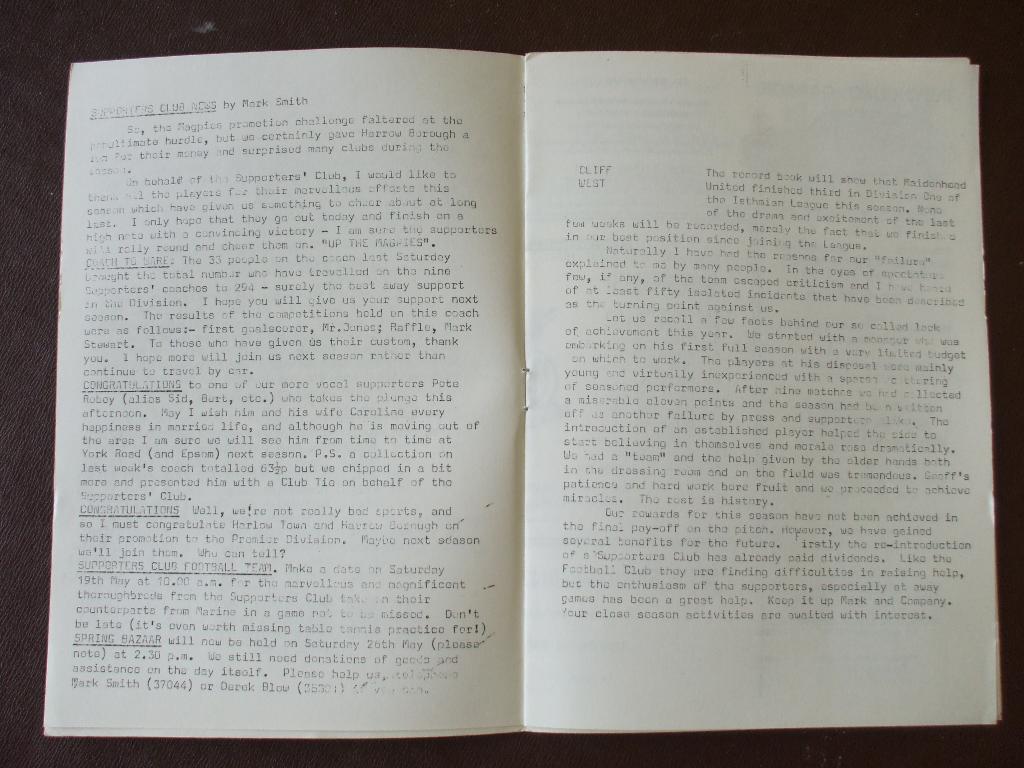 SUPPORTERS CLUB NEWS by Mark Smith
So, the Magpies promotion challenge faltered at the
penultimate hurdle, but we certainly gave Harrow Borough a
run for their money and surprised many clubs during the
season.
On behalf of the Supporters' Club, I would like to
thank all the players for their marvellous efforts this
season which have given us something to cheer about at long
last. I only hope that they go out today and finish on a
high note with a convincing victory - I am sure the supporters
will rally round and cheer them on. "UP THE MAGPIES".
COACH TO WARE: The 33 people on the coach last Saturday
brought the total number who have travelled on the nine
Supporters' coaches to 294 - surely the best away support
in the Division. I hope you will give us your support next
season. The results of the competitions held on this coach
were as follows:- first goalscorer, Mr.Jones; Raffle, Mark
Stewart. To those who have given us their custom, thank
you. I hope more will join us next season rather than
continue to travel by car.
CONGRATULATIONS to one of our more vocal supporters Pete
Robey (alias Sid, Bert, etc.) who takes the plunge this
afternoon. May I wish him and his wife Caroline every
happiness in married life, and although he is moving out of
the area I am sure we will see him from time to time at
York Road (and Epsom) next season. P.S. a collection on
last week's coach totalled 63½p but we chipped in a bit
more and presented him with a Club Tie on behalf of the
Supporters' Club.
CONGRATULATIONS Well, we're not really bad sports, and
so I must congratulate Harlow Town and Harrow Borough on
their promotion to the Premier Division. Maybe next season
we'll join them. Who can tell?
SUPPORTERS CLUB FOOTBALL TEAM. Make a date on Saturday
19th May at 10.00 a.m. for the marvellous and magnificent
thoroughbreds from the Supporters Club take on their
counterparts from Marine in a game not to be missed. Don't
be late (it's even worth missing table tennis practice for!)
SPRING BAZAAR will now be held on Saturday 26th May (please
note) at 2.30 p.m. We still need donations of goods and
assistance on the day itself. Please help us, telephone
Mark Smith (37044) or Derek Blow if you can.
CLIFF
WEST
The record book will show that Maidenhead
United finished third in Division One of
the Isthmian League this season. None
of the drama and excitement of the last
few weeks will be recorded, merely the fact that we finished
in our best position since joining the League.
Naturally I have had the reasons for our "failure"
explained to me by many people. In the eyes of spectators
few, if any, of the team escaped criticism and I have heard
of at least fifty isolated incidents that have been described
as the turning point against us.
Let us recall a few facts behind our so called lack
of achievement this year. We started with a manager who was
embarking on his first full season with a very limited budget
on which to work. The players at his disposal were mainly
young and virtually inexperienced with a sparse scattering
of seasoned performers. After nine matches we had collected
a miserable eleven points and the season had been written
off as another failure by press and supporters alike. The
introduction of an established player helped the side to
start believing in themselves and morale rose dramatically.
We had a "team" and the help given by the older hands both
in the dressing room and on the field was tremendous. Geoff's
patience and hard work bore fruit and we proceeded to achieve
miracles. The rest is history.
Our rewards for this season have not been achieved in
the final pay-off on the pitch. However, we have gained
several benefits for the future. Firstly the re-introduction
of a Supporters Club has already paid dividends. Like the
Football Club they are finding difficulties in raising help,
but the enthusiasm of the supporters, especially at away
games has been a great help. Keep it up Mark and Company.
Your close season activities are awaited with interest.